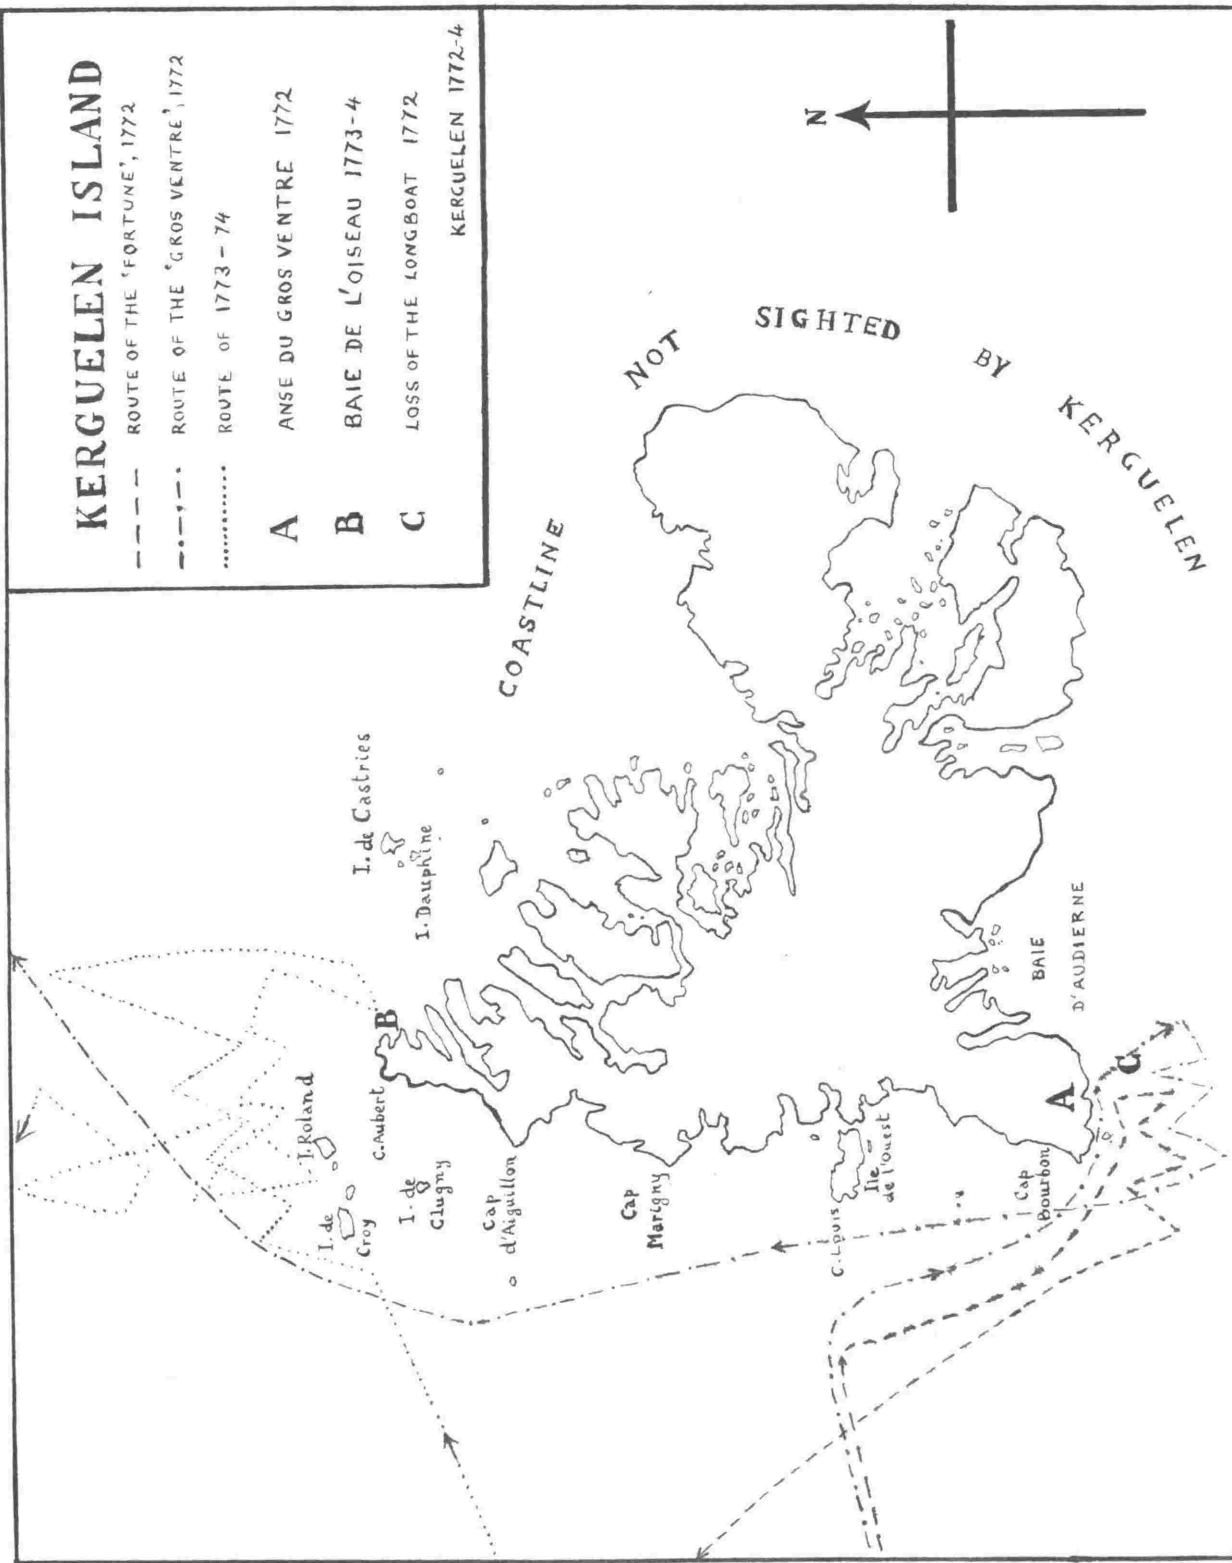 KERGUELEN ISLAND
ROUTE OF THE 'FORTUNE', 1772
ROUTE OF THE 'GROS VENTRE', 1772
ROUTE OF 1773-74
A ANSE DU GROS VENTRE 1772
B BAIE DE L'OISEAU 1773-4
C LOSS OF THE LONGBOAT 1772
KERGUELEN 1772-4
N
COASTLINE NOT SIGHTED BY KERGUELEN
I. de Castries
I. Dauphine
I. Roland
I. de
Croy
C. Aubert
B
I. de
Clugny
Cap
d'Aiguillon
Cap
Marigny
C. Louis
Ile
de l'Ouest
Cap
Bourbon
A
C
BAIE
D'AUDIERNE